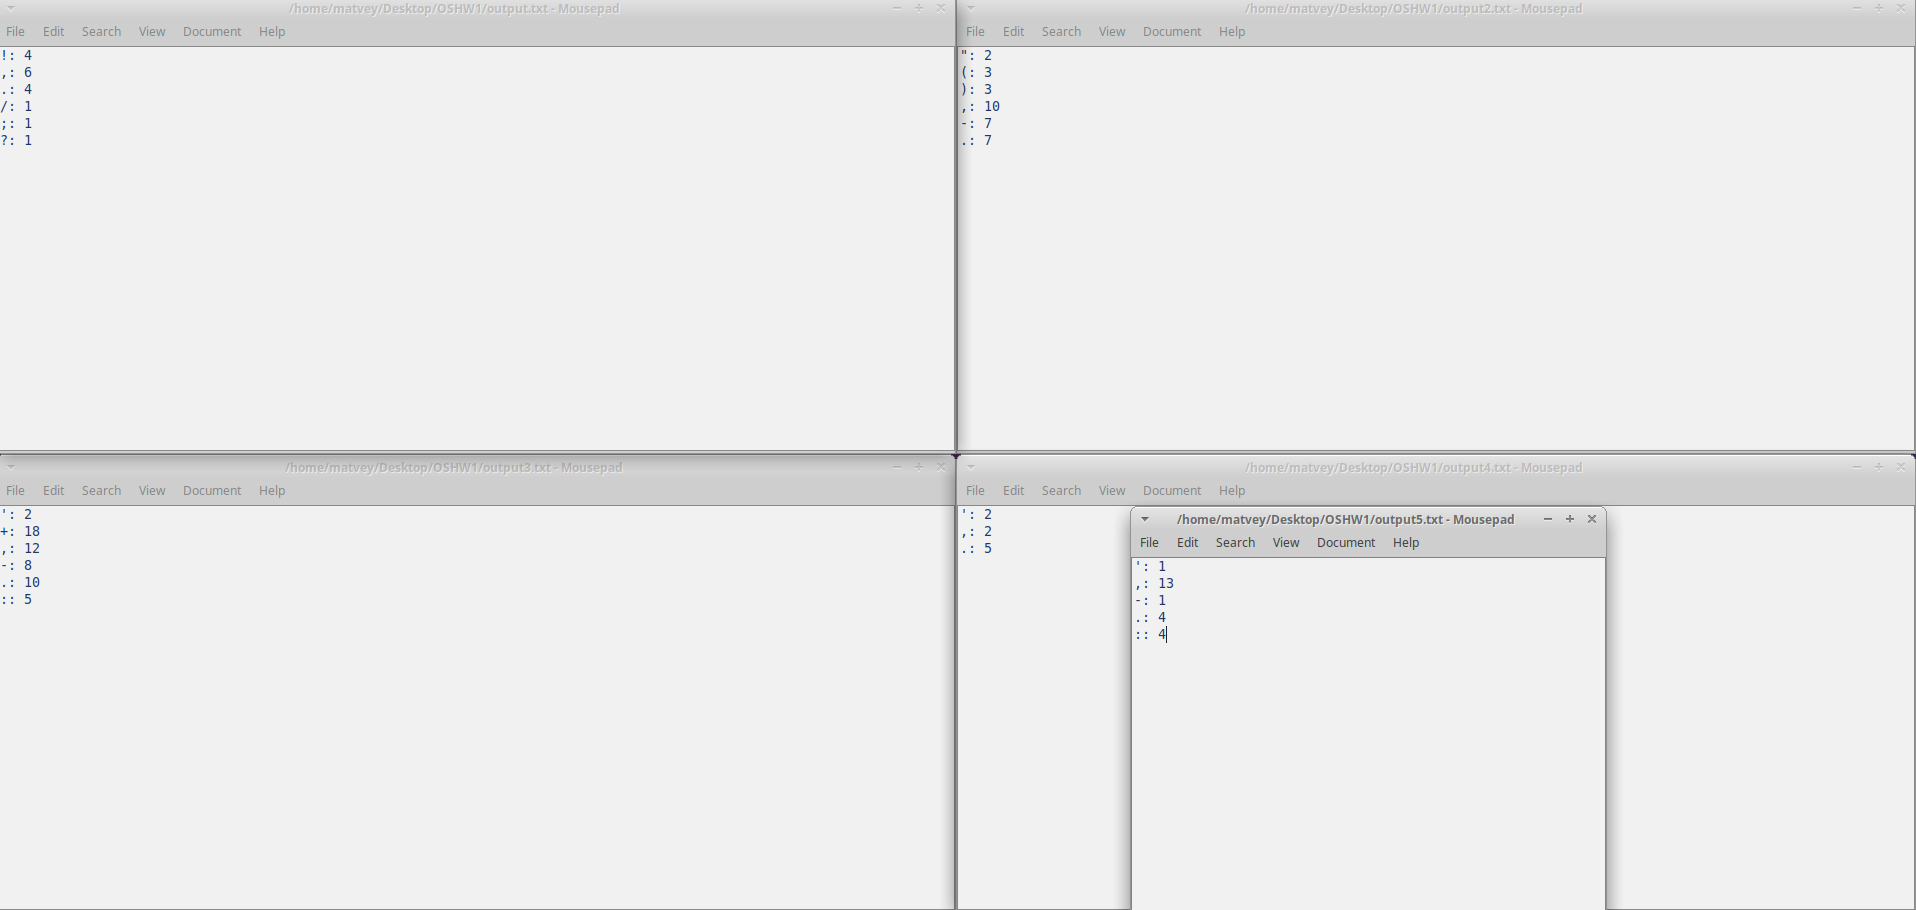 /home/matvey/Desktop/OSHW1/output.txt - Mousepad
File Edit Search View Document Help
!: 4
,: 6
.: 4
/: 1
;: 1
?: 1
/home/matvey/Desktop/OSHW1/output2.txt - Mousepad
File Edit Search View Document Help
": 2
(: 3
): 3
,: 10
-: 7
.: 7
/home/matvey/Desktop/OSHW1/output3.txt - Mousepad
File Edit Search View Document Help
': 2
+: 18
,: 12
-: 8
.: 10
:: 5
/home/matvey/Desktop/OSHW1/output4.txt - Mousepad
File Edit Search View Document Help
': 2
,: 2
.: 5
/home/matvey/Desktop/OSHW1/output5.txt - Mousepad
File Edit Search View Document Help
': 1
,: 13
-: 1
.: 4
:: 4